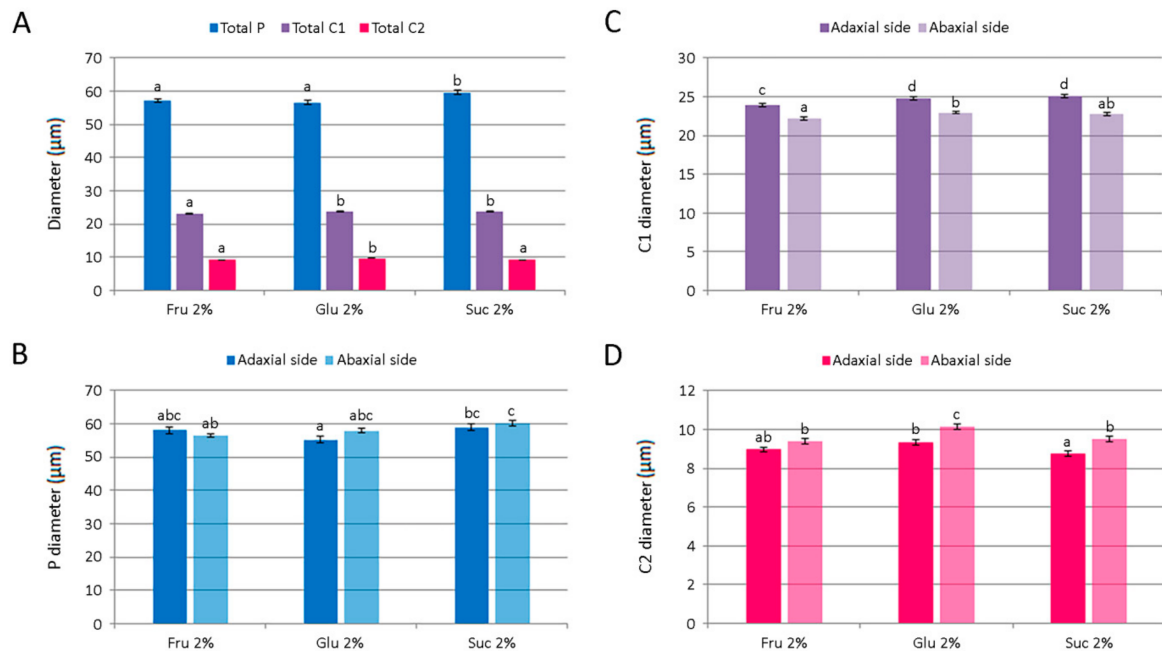 A
Total P Total C1 Total C2
Diameter (µm)
70
60
50
40
30
20
10
0
a a a
a b b
b b a
Fru 2% Glu 2% Suc 2%
B
Adaxial side Abaxial side
P diameter (µm)
70
60
50
40
30
20
10
0
abc ab a abc bc c
Fru 2% Glu 2% Suc 2%
C
Adaxial side Abaxial side
C1 diameter (µm)
30
25
20
15
10
5
0
c a d b d ab
Fru 2% Glu 2% Suc 2%
D
Adaxial side Abaxial side
C2 diameter (µm)
12
10
8
6
4
2
0
ab b b c a b
Fru 2% Glu 2% Suc 2%